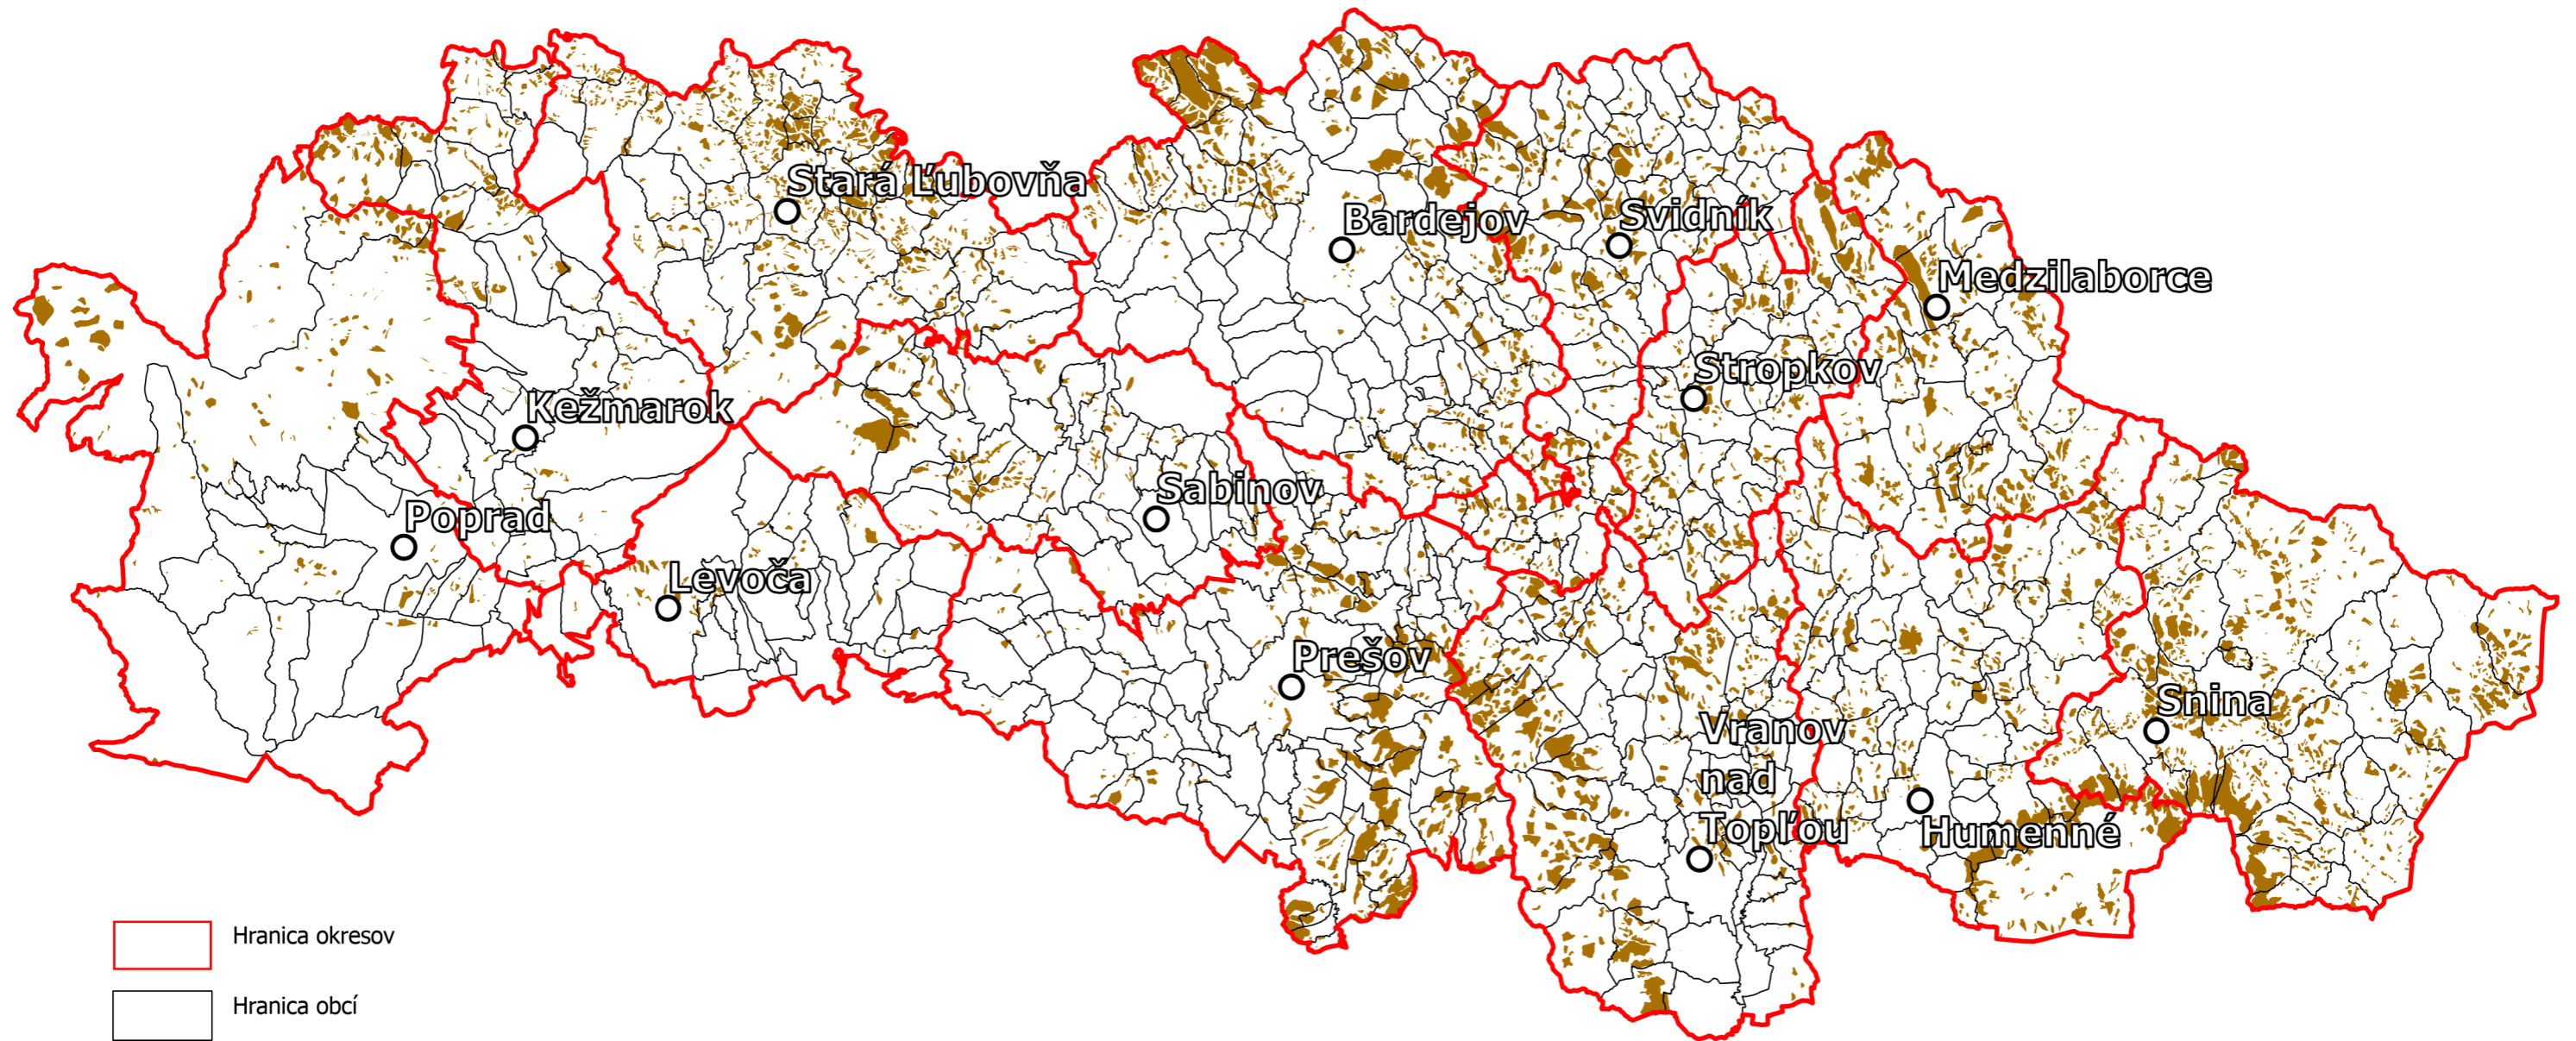 Stará Ľubovňa
Bardejov
Svidník
Medzilaborce
Stropkov
Kežmarok
Sabinov
Poprad
Levoča
Prešov
Snina
Vranov
nad
Topľou
Humenné
Hranica okresov
Hranica obcí